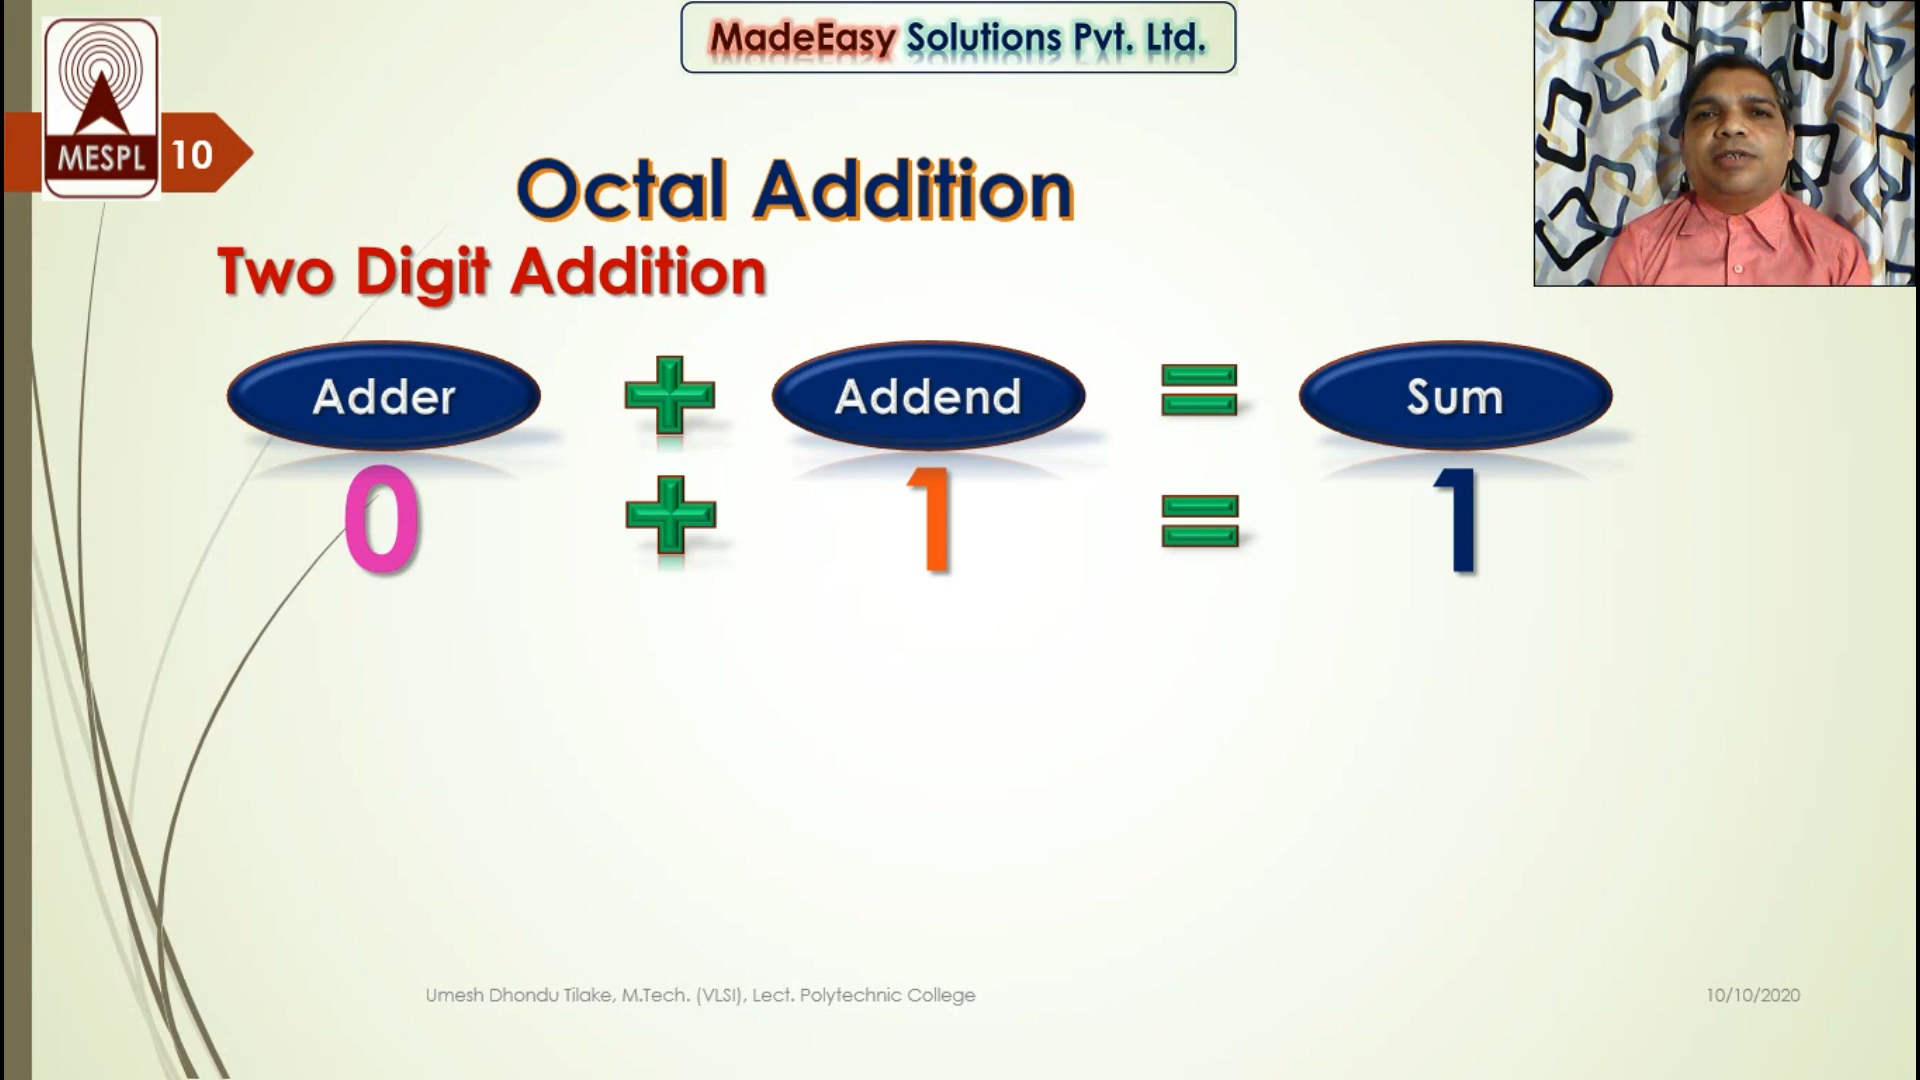 MadeEasy Solutions Pvt. Ltd.
MESPL
10
Octal Addition
Two Digit Addition
Adder + Addend = Sum
0 + 1 = 1
Umesh Dhondu Tilake, M.Tech. (VLSI), Lect. Polytechnic College
10/10/2020